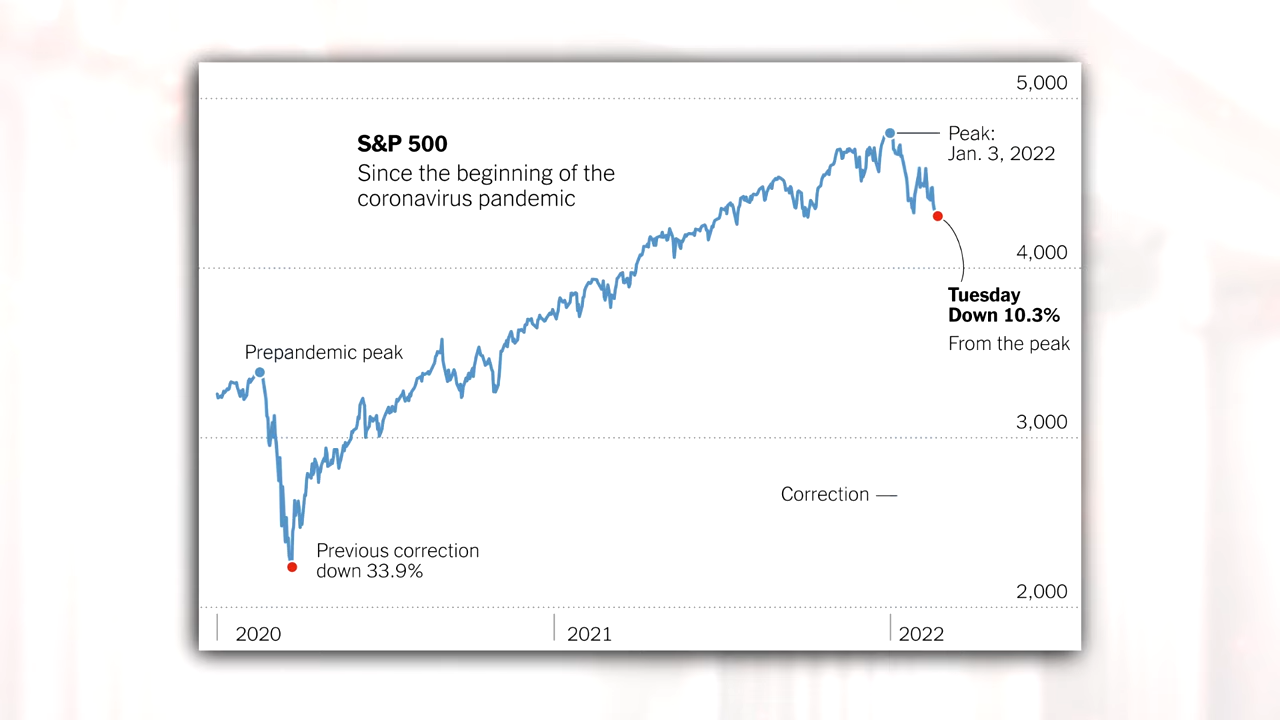 5,000
S&P 500
Since the beginning of the
coronavirus pandemic
Peak:
Jan. 3, 2022
4,000
Tuesday
Down 10.3%
From the peak
Prepandemic peak
3,000
Correction
Previous correction
down 33.9%
2,000
2020
2021
2022